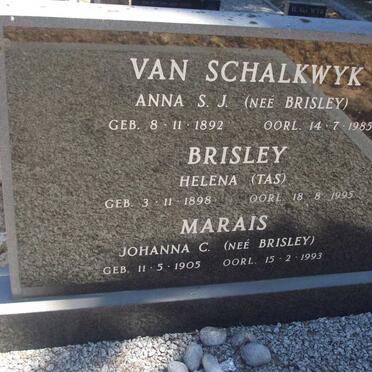 VAN SCHALKWYK
ANNA S. J. (NEÉ BRISLEY)
GEB. 8·11·1892 OORL. 14·7·1985
BRISLEY
HELENA (TAS)
GEB. 3·11·1898 OORL. 18·8·1995
MARAIS
JOHANNA C. (NEÉ BRISLEY)
GEB. 11·5·1905 OORL. 15·2·1993